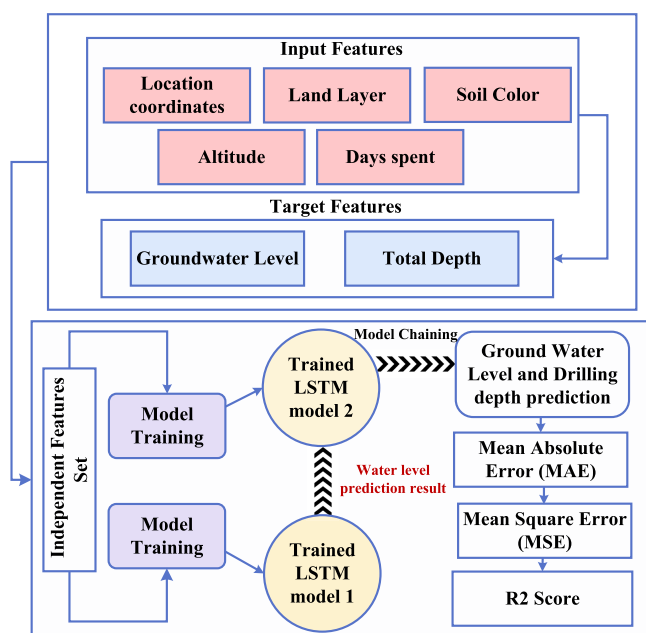 Input Features
Location
coordinates
Land Layer
Soil Color
Altitude
Days spent
Target Features
Groundwater Level
Total Depth
Independent Features
Set
Model
Training
Model
Training
Trained
LSTM
model 2
Trained
LSTM
model 1
Water level
prediction result
Model Chaining
Ground Water
Level and Drilling
depth prediction
Mean Absolute
Error (MAE)
Mean Square Error
(MSE)
R2 Score